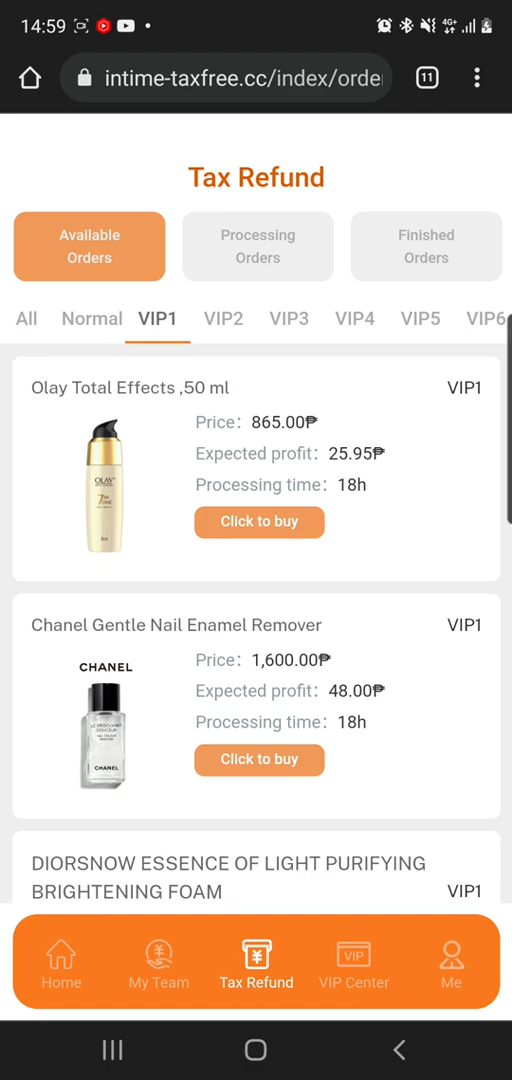 14:59
4G+
intime-taxfree.cc/index/orde
11
Tax Refund
Available
Orders
Processing
Orders
Finished
Orders
All Normal VIP1 VIP2 VIP3 VIP4 VIP5 VIP6
Olay Total Effects ,50 ml VIP1
OLAY
Price: 865.00₱
Expected profit: 25.95₱
Processing time: 18h
Click to buy
Chanel Gentle Nail Enamel Remover VIP1
CHANEL
CHANEL
Price: 1,600.00₱
Expected profit: 48.00₱
Processing time: 18h
Click to buy
DIORSNOW ESSENCE OF LIGHT PURIFYING
BRIGHTENING FOAM VIP1
¥
¥
VIP
Home My Team Tax Refund VIP Center Me